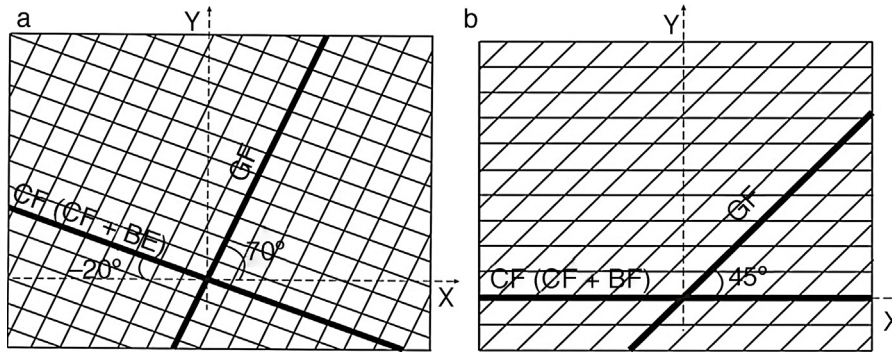 a
Y
GF
CF (CF + BE)
70°
–20°
X
b
Y
GF
CF (CF + BF)
45°
X